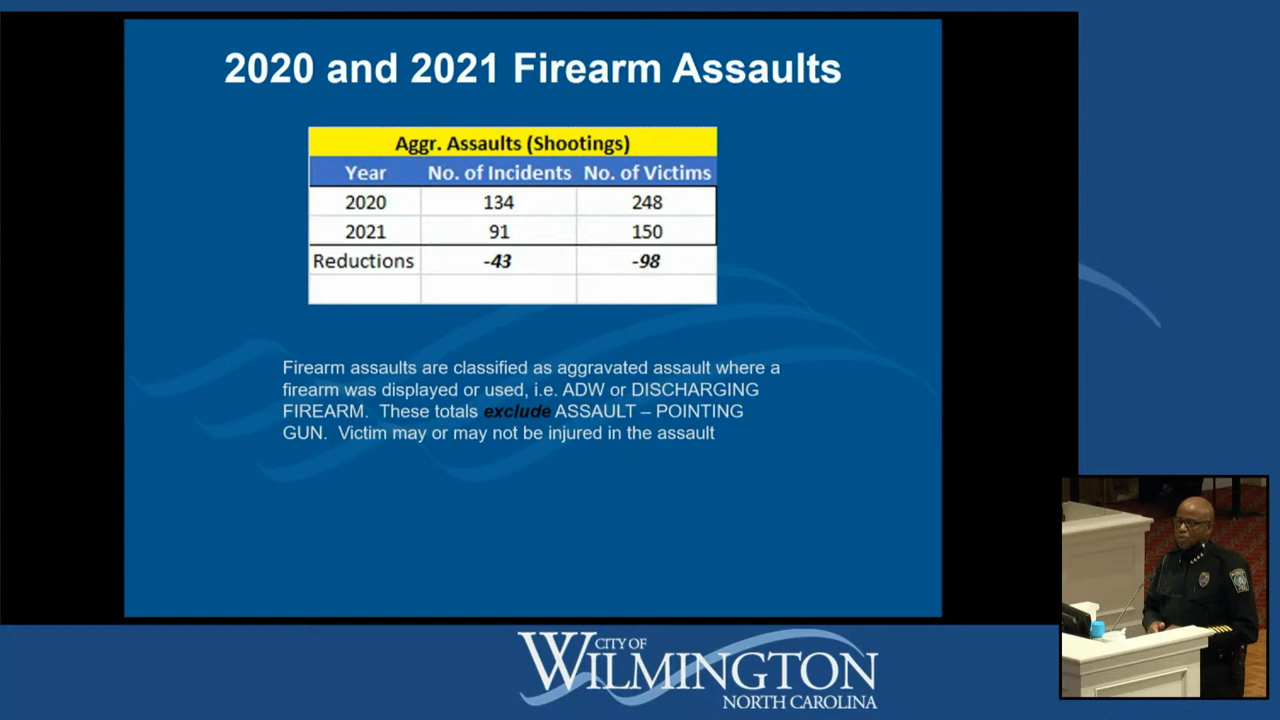 2020 and 2021 Firearm Assaults
Aggr. Assaults (Shootings)
Year No. of Incidents No. of Victims
2020 134 248
2021 91 150
Reductions -43 -98
Firearm assaults are classified as aggravated assault where a
firearm was displayed or used, i.e. ADW or DISCHARGING
FIREARM. These totals exclude ASSAULT – POINTING
GUN. Victim may or may not be injured in the assault
CITY OF
WILMINGTON
NORTH CAROLINA